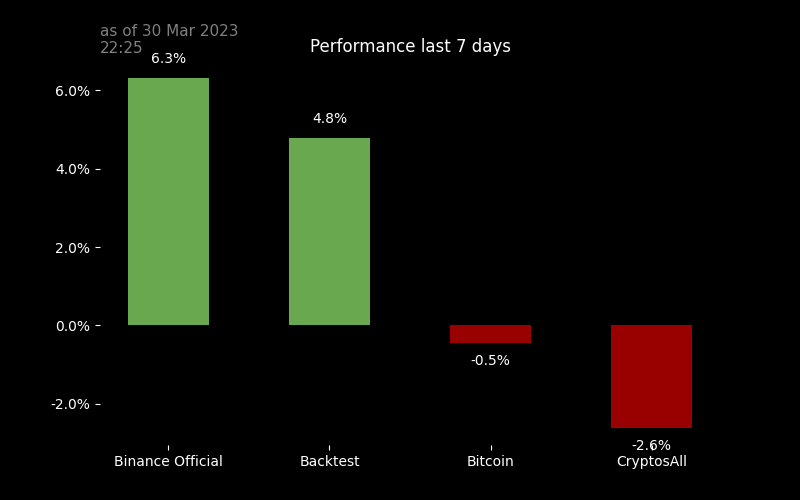 as of 30 Mar 2023
22:25
Performance last 7 days
6.3%
4.8%
-0.5%
-2.6%
6.0%
4.0%
2.0%
0.0%
-2.0%
Binance Official
Backtest
Bitcoin
CryptosAll